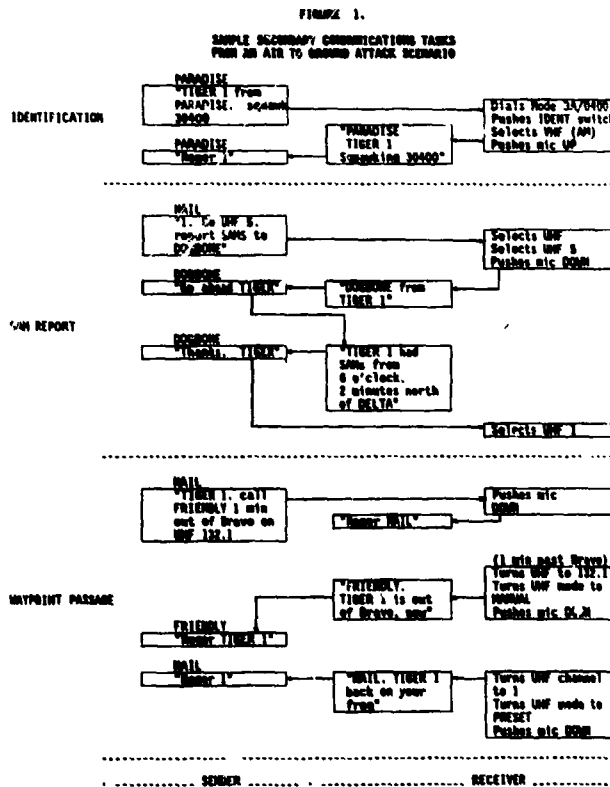 FIGURE 1.
SAMPLE SECONDARY COMMUNICATIONS TASKS
FROM AN AIR TO GROUND ATTACK SCENARIO
IDENTIFICATION
PARADISE
"TIGER 1 from
PARADISE. squawk
30400
Dials Mode 3A/0400
Pushes IDENT switch
Selects VHF (AM)
Pushes mic UP
"PARADISE
TIGER 1
Squawking 30400"
PARADISE
"Roger 1"
SAM REPORT
NAIL
"1. Go UHF 5.
report SAMS to
DOGBONE"
Selects UHF
Selects UHF 5
Pushes mic DOWN
"DOGBONE from
TIGER 1"
DOGBONE
"Go ahead TIGER"
"TIGER 1 had
SAMs from
6 o'clock.
2 minutes north
of DELTA"
DOGBONE
"Thanks, TIGER"
Selects UHF 1
WAYPOINT PASSAGE
NAIL
"TIGER 1. call
FRIENDLY 1 min
out of Bravo on
UHF 132.1
Pushes mic
DOWN
"Roger NAIL"
(1 min past Bravo)
Turns UHF to 132.1
Turns UHF mode to
MANUAL
Pushes mic DOWN
"FRIENDLY.
TIGER 1 is out
of Bravo, now"
FRIENDLY
"Roger TIGER 1"
Turns UHF channel
to 1
Turns UHF mode to
PRESET
Pushes mic DOWN
"NAIL. TIGER 1
back on your
freq"
NAIL
"Roger 1"
SENDER
RECEIVER